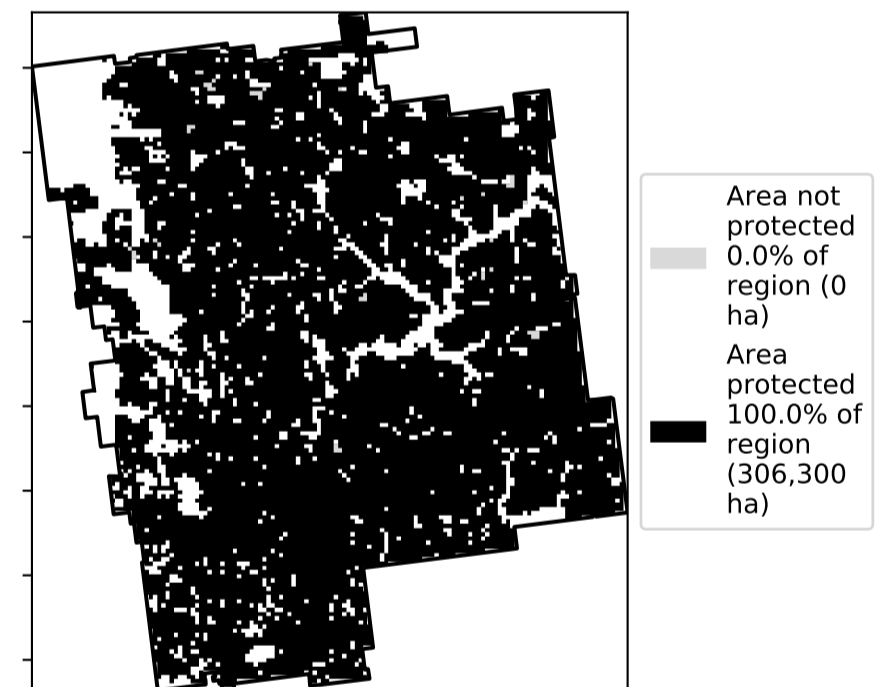 Area not
protected
0.0% of
region (0
ha)
Area
protected
100.0% of
region
(306,300
ha)